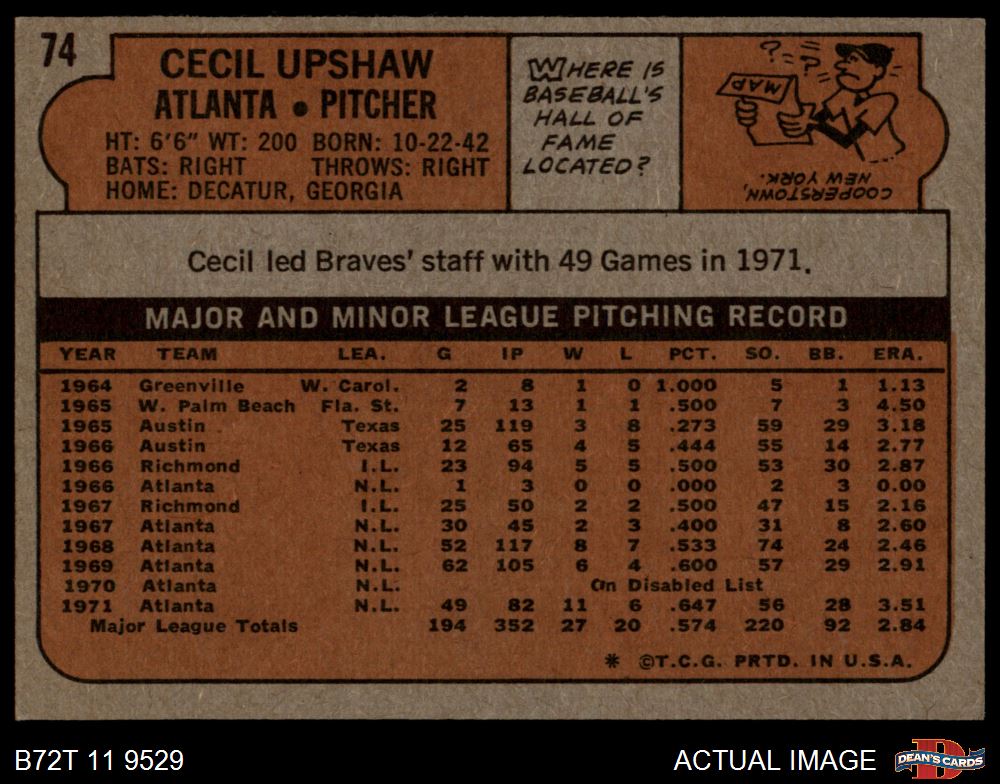 74
CECIL UPSHAW
ATLANTA • PITCHER
HT: 6'6" WT: 200 BORN: 10-22-42
BATS: RIGHT THROWS: RIGHT
HOME: DECATUR, GEORGIA
WHERE IS
BASEBALL'S
HALL OF
FAME
LOCATED?
? ? ?
MAP
COOPERSTOWN,
NEW YORK.
Cecil led Braves' staff with 49 Games in 1971.
MAJOR AND MINOR LEAGUE PITCHING RECORD
YEAR TEAM LEA. G IP W L PCT. SO. BB. ERA.
1964 Greenville W. Carol. 2 8 1 0 1.000 5 1 1.13
1965 W. Palm Beach Fla. St. 7 13 1 1 .500 7 3 4.50
1965 Austin Texas 25 119 3 8 .273 59 29 3.18
1966 Austin Texas 12 65 4 5 .444 55 14 2.77
1966 Richmond I.L. 23 94 5 5 .500 53 30 2.87
1966 Atlanta N.L. 1 3 0 0 .000 2 3 0.00
1967 Richmond I.L. 25 50 2 2 .500 47 15 2.16
1967 Atlanta N.L. 30 45 2 3 .400 31 8 2.60
1968 Atlanta N.L. 52 117 8 7 .533 74 24 2.46
1969 Atlanta N.L. 62 105 6 4 .600 57 29 2.91
1970 Atlanta N.L. On Disabled List
1971 Atlanta N.L. 49 82 11 6 .647 56 28 3.51
Major League Totals 194 352 27 20 .574 220 92 2.84
* ©T.C.G. PRTD. IN U.S.A.
B72T 11 9529
ACTUAL IMAGE
DEAN'S CARDS